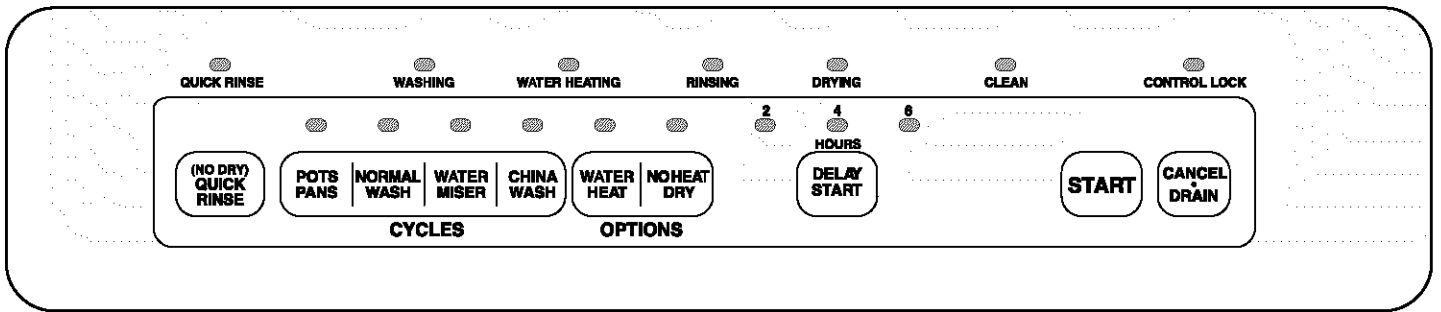 QUICK RINSE
WASHING
WATER HEATING
RINSING
DRYING
CLEAN
CONTROL LOCK
2
4
6
HOURS
(NO DRY)
QUICK
RINSE
POTS
PANS
NORMAL
WASH
WATER
MISER
CHINA
WASH
WATER
HEAT
NO HEAT
DRY
DELAY
START
START
CANCEL
•
DRAIN
CYCLES
OPTIONS